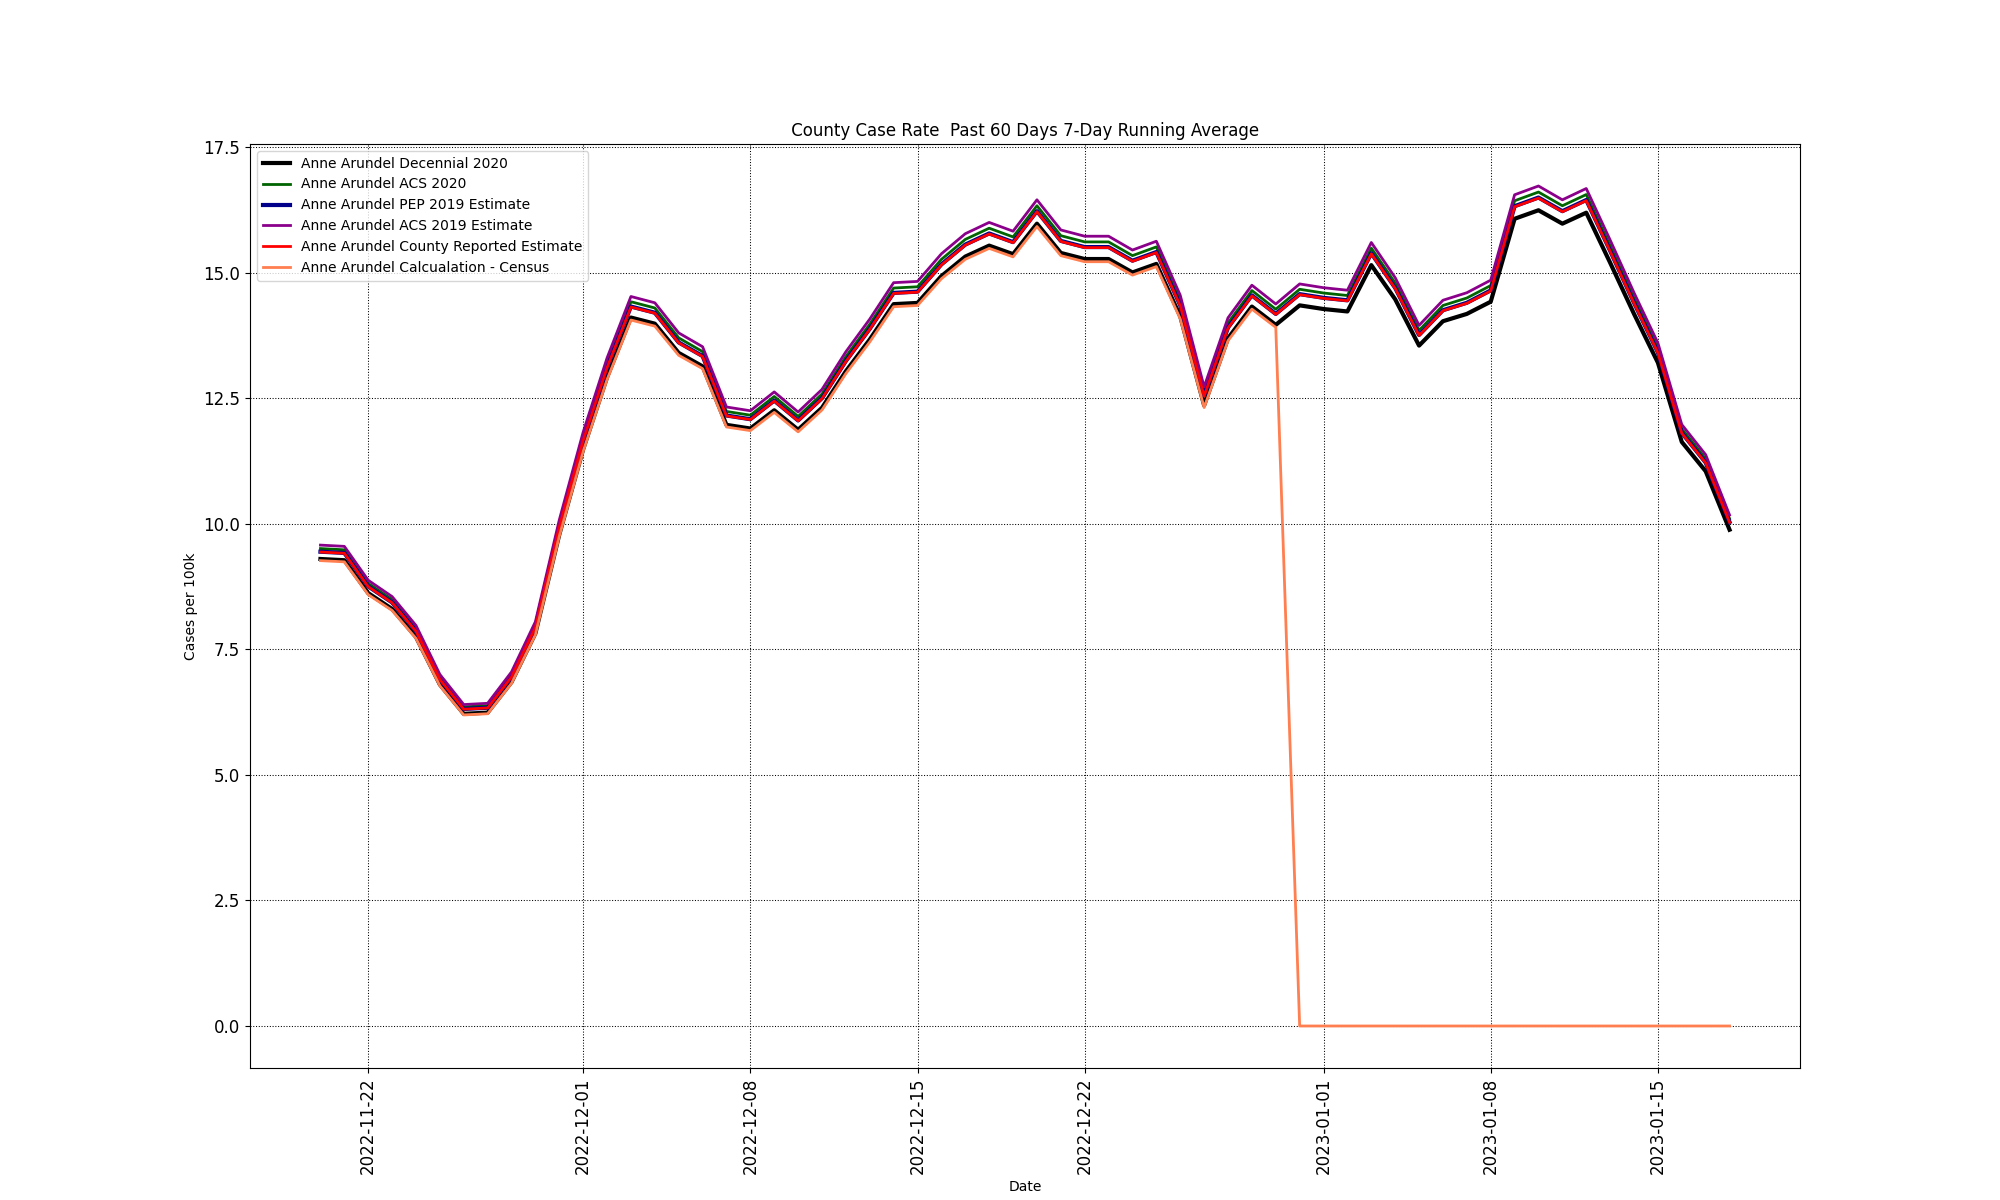 County Case Rate  Past 60 Days 7-Day Running Average
17.5
15.0
12.5
10.0
7.5
5.0
2.5
0.0
Cases per 100k
Anne Arundel Decennial 2020
Anne Arundel ACS 2020
Anne Arundel PEP 2019 Estimate
Anne Arundel ACS 2019 Estimate
Anne Arundel County Reported Estimate
Anne Arundel Calcualation - Census
2022-11-22
2022-12-01
2022-12-08
2022-12-15
2022-12-22
2023-01-01
2023-01-08
2023-01-15
Date